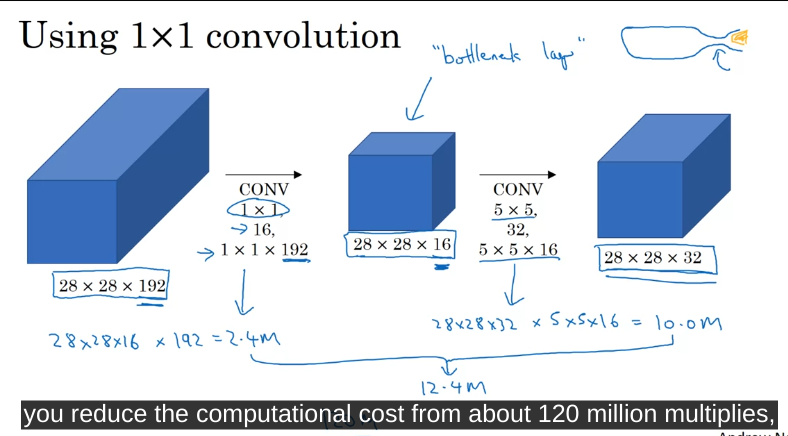 Using 1×1 convolution
"bottleneck layer"
CONV
1 × 1,
→ 16,
→ 1 × 1 × 192
CONV
5 × 5,
32,
5 × 5 × 16
28 × 28 × 192
28 × 28 × 16
28 × 28 × 32
28×28×16 × 192 = 2.4M
28×28×32 × 5×5×16 = 10.0M
12.4M
you reduce the computational cost from about 120 million multiplies,